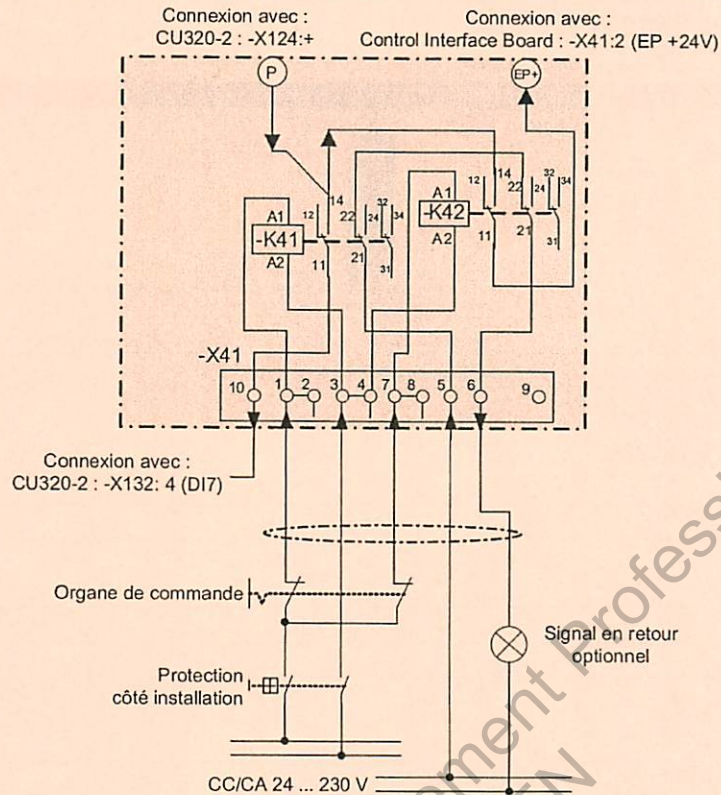 Connexion avec :
CU320-2 : -X124:+
Connexion avec :
Control Interface Board : -X41:2 (EP +24V)
P
EP+
14
12
A1
-K41
A2
22
11
24
32
34
21
31
A1
-K42
A2
12
14
22
11
24
32
34
21
31
-X41
10
1
2
3
4
7
8
5
6
9
Connexion avec :
CU320-2 : -X132: 4 (DI7)
Organe de commande
Protection
côté installation
Signal en retour
optionnel
CC/CA 24 ... 230 V